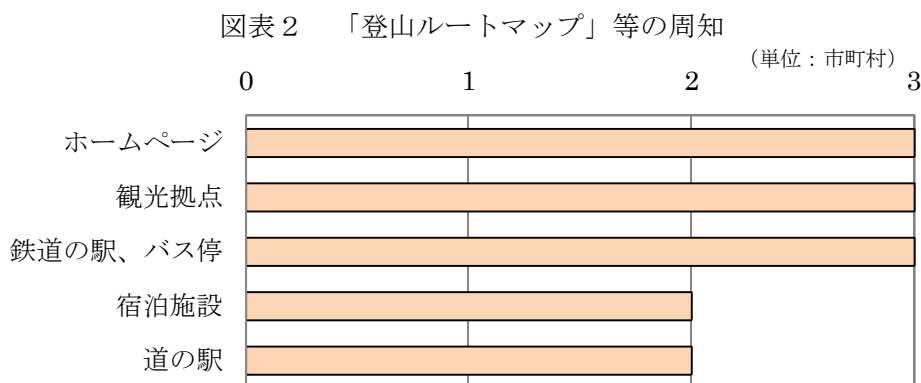 図表２　「登山ルートマップ」等の周知
（単位：市町村）
0 1 2 3
ホームページ
観光拠点
鉄道の駅、バス停
宿泊施設
道の駅